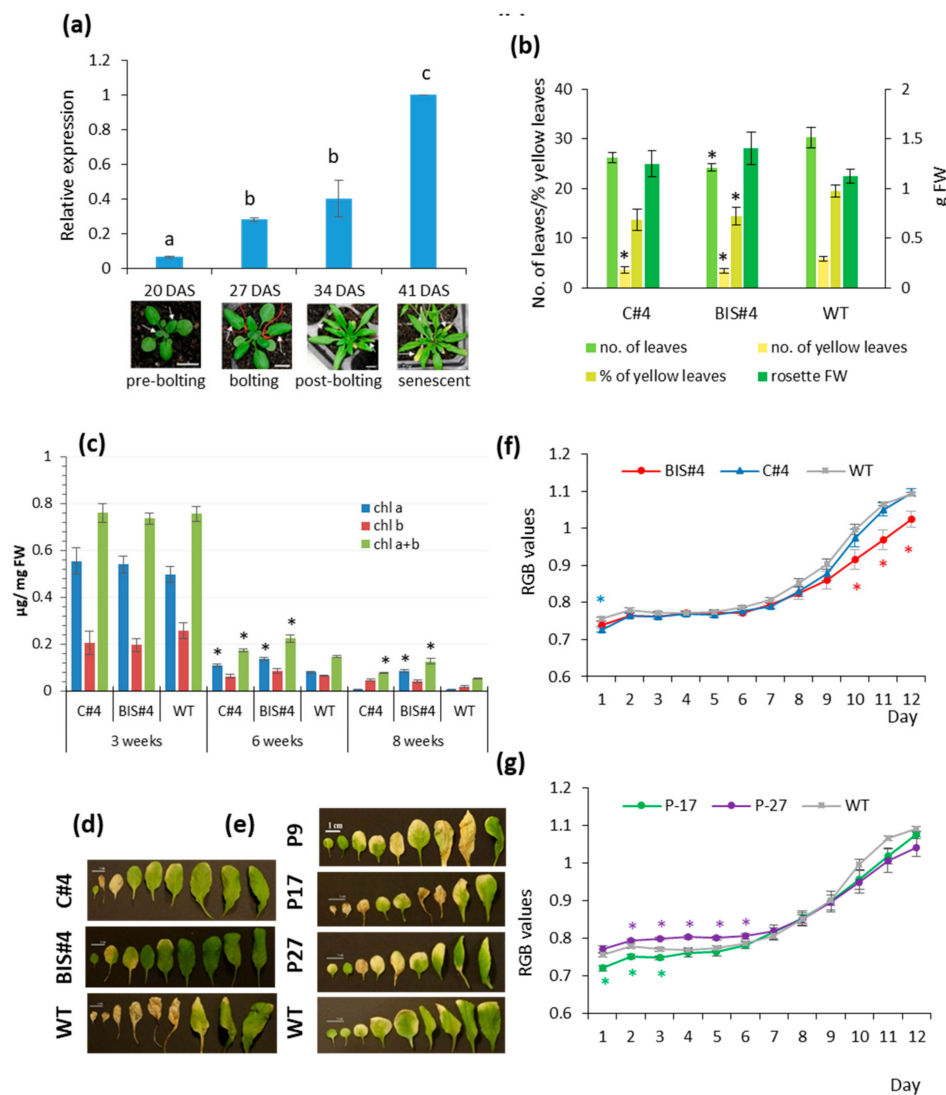 (a)
Relative expression
1.2
1
0.8
0.6
0.4
0.2
0
a
b
b
c
20 DAS 27 DAS 34 DAS 41 DAS
pre-bolting bolting post-bolting senescent
(b)
No. of leaves/% yellow leaves
40
30
20
10
0
2
1.5
1
0.5
0
g FW
*
*
*
*
C#4 BIS#4 WT
no. of leaves no. of yellow leaves
% of yellow leaves rosette FW
(c)
µg/ mg FW
1
0.8
0.6
0.4
0.2
0
chl a
chl b
chl a+b
* * * * * * *
C#4 BIS#4 WT C#4 BIS#4 WT C#4 BIS#4 WT
3 weeks 6 weeks 8 weeks
(d)
C#4
BIS#4
WT
(e)
P9
1 cm
P17
P27
WT
(f)
RGB values
1.2
1.1
1
0.9
0.8
0.7
0.6
BIS#4 C#4 WT
*
* * *
1 2 3 4 5 6 7 8 9 10 11 12
Day
(g)
RGB values
1.2
1.1
1
0.9
0.8
0.7
0.6
P-17 P-27 WT
* * * * *
* * *
1 2 3 4 5 6 7 8 9 10 11 12
Day